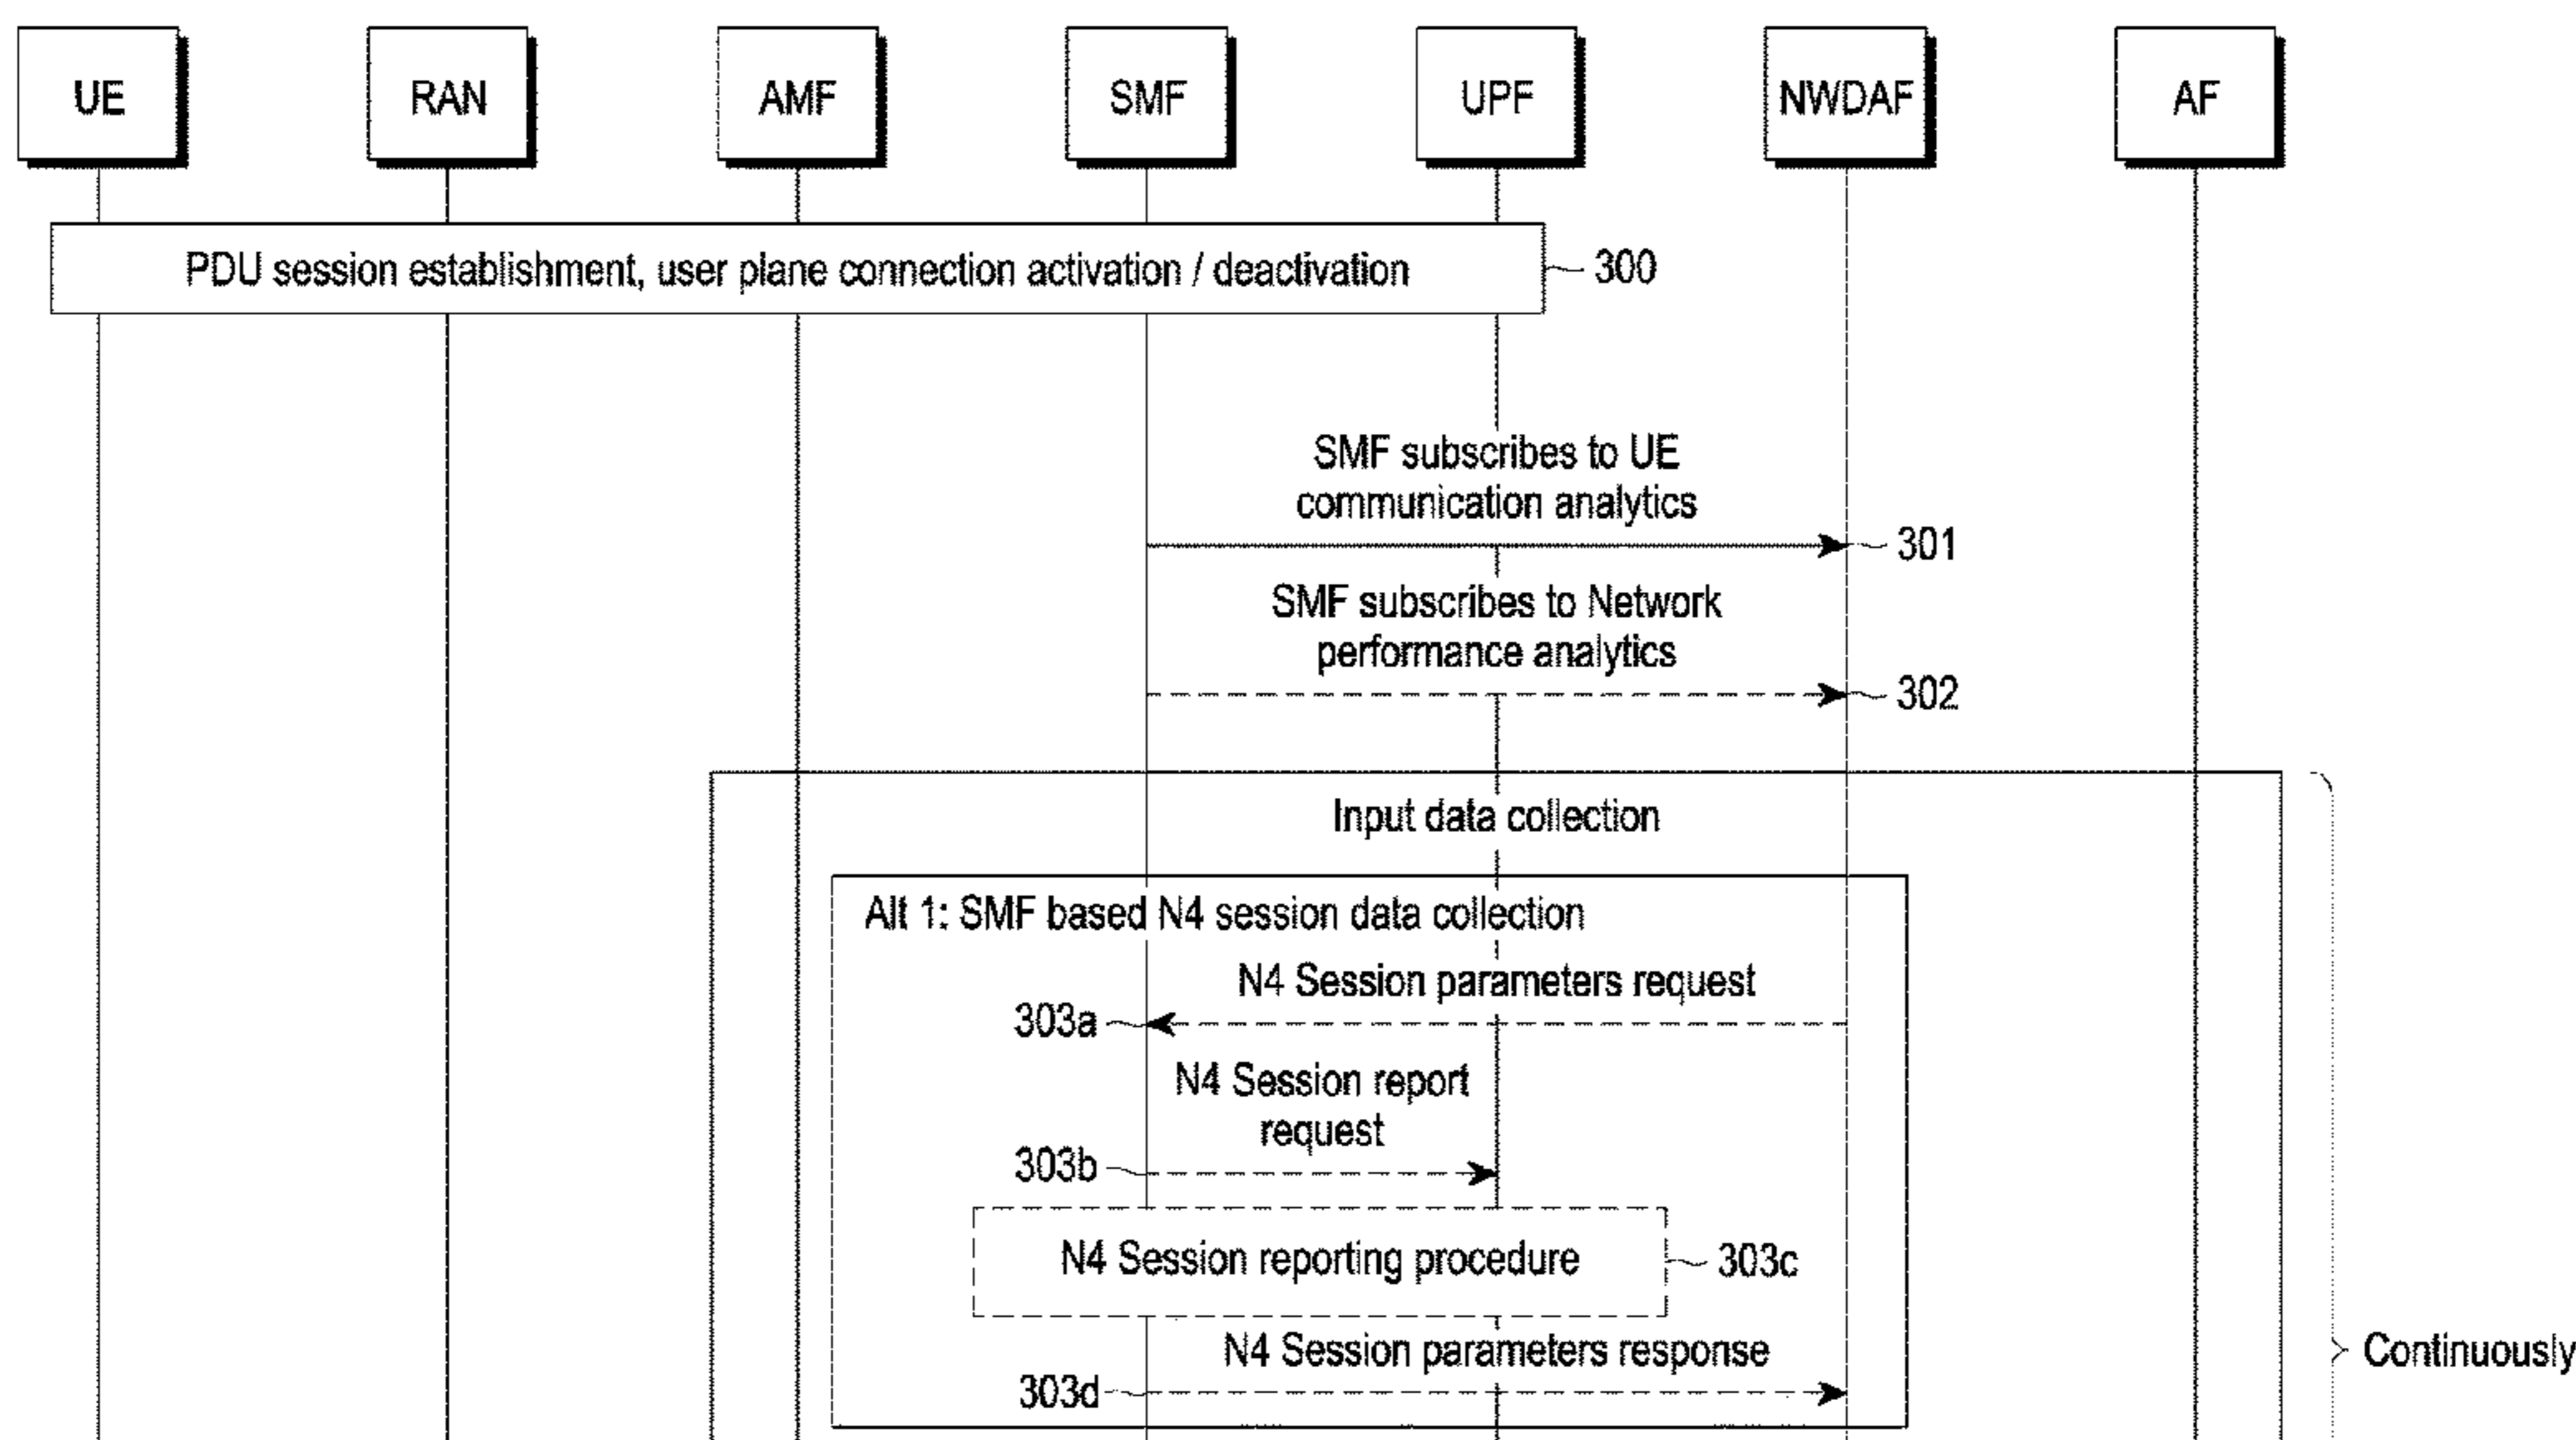 UE
RAN
AMF
SMF
UPF
NWDAF
AF
PDU session establishment, user plane connection activation / deactivation
300
SMF subscribes to UE
communication analytics
301
SMF subscribes to Network
performance analytics
302
Input data collection
Alt 1: SMF based N4 session data collection
N4 Session parameters request
303a
N4 Session report
request
303b
N4 Session reporting procedure
303c
N4 Session parameters response
303d
Continuously